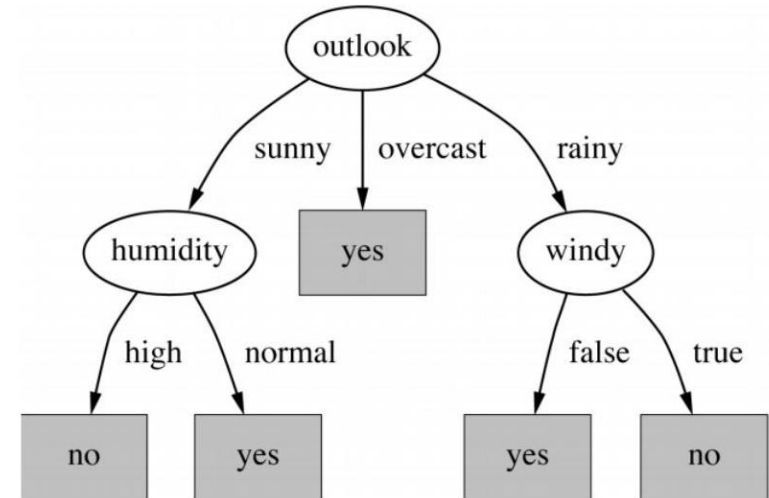 outlook
sunny overcast rainy
humidity yes windy
high normal false true
no yes yes no